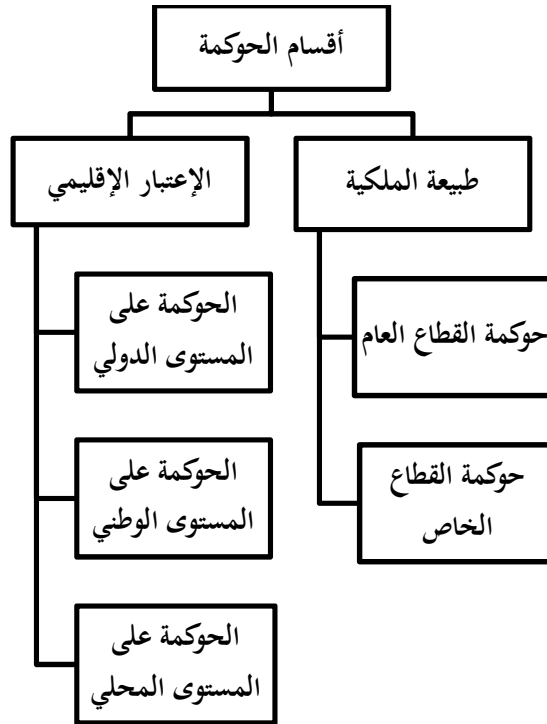 أقسام الحوكمة
طبيعة الملكية
حوكمة القطاع العام
حوكمة القطاع
الخاص
الإعتبار الإقليمي
الحوكمة على
المستوى الدولي
الحوكمة على
المستوى الوطني
الحوكمة على
المستوى المحلي